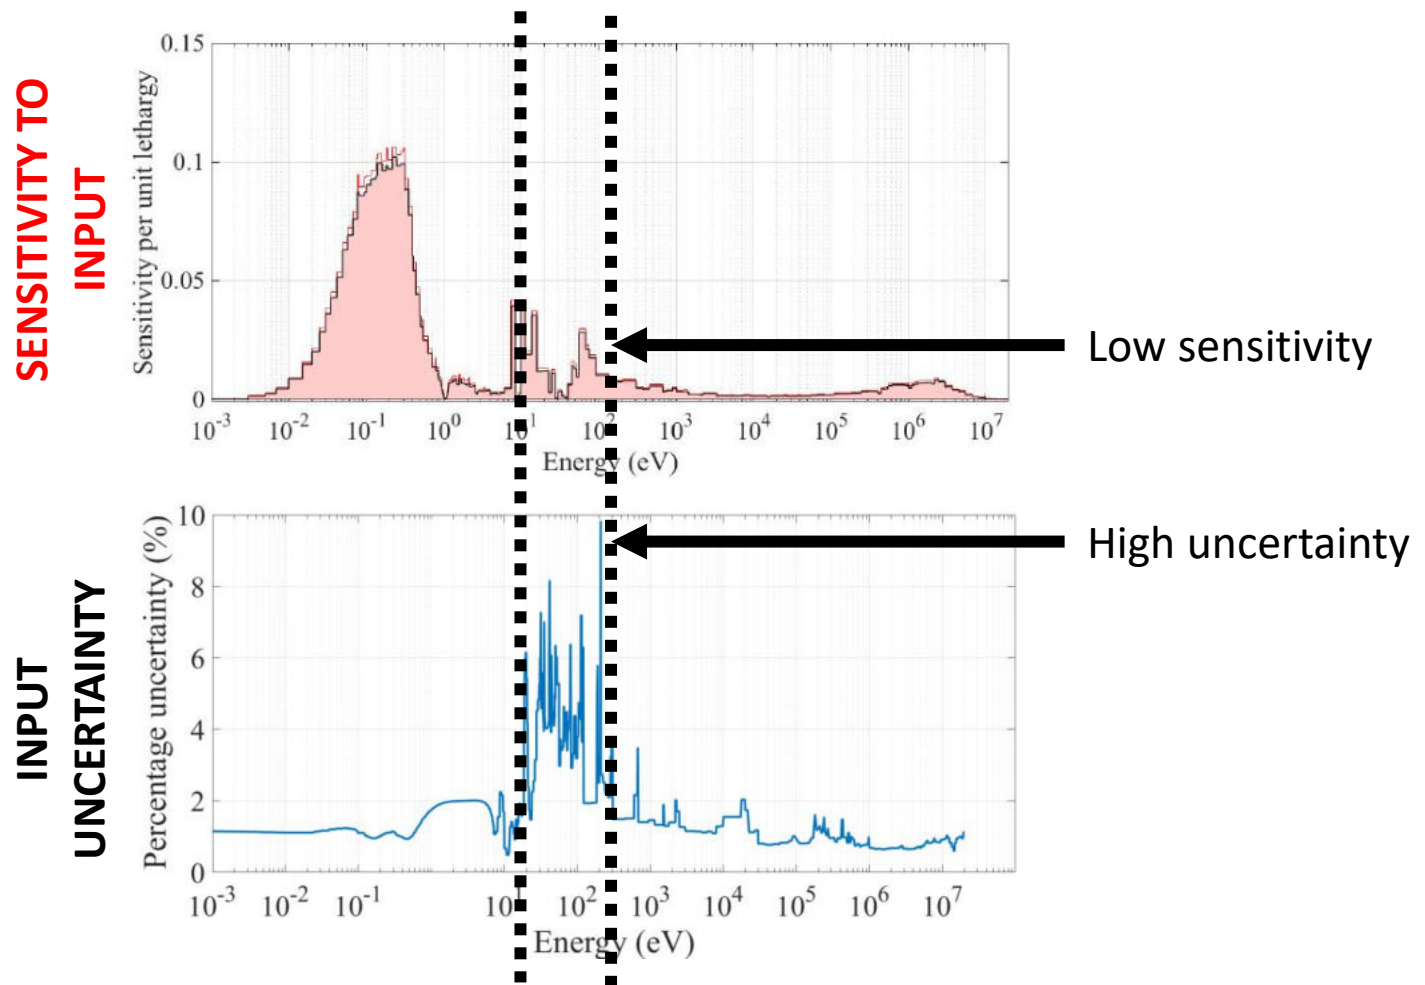 SENSITIVITY TO
INPUT
Sensitivity per unit lethargy
0.15
0.1
0.05
0
10^-3 10^-2 10^-1 10^0 10^1 10^2 10^3 10^4 10^5 10^6 10^7
Energy (eV)
Low sensitivity
INPUT
UNCERTAINTY
Percentage uncertainty (%)
10
8
6
4
2
0
10^-3 10^-2 10^-1 10^1 10^2 10^3 10^4 10^5 10^6 10^7
Energy (eV)
High uncertainty